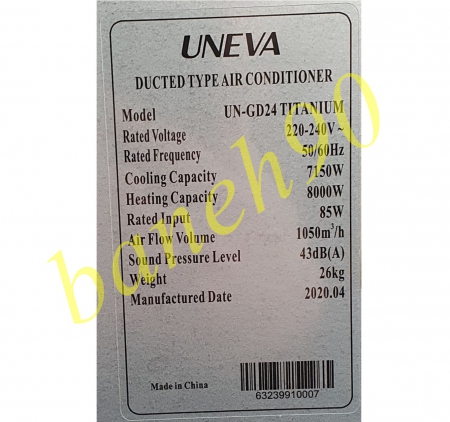 UNEVA
DUCTED TYPE AIR CONDITIONER
Model UN-GD24 TITANIUM
Rated Voltage 220-240V~
Rated Frequency 50/60Hz
Cooling Capacity 7150W
Heating Capacity 8000W
Rated Input 85W
Air Flow Volume 1050m³/h
Sound Pressure Level 43dB(A)
Weight 26kg
Manufactured Date 2020.04
Made in China
63239910007
baneh90